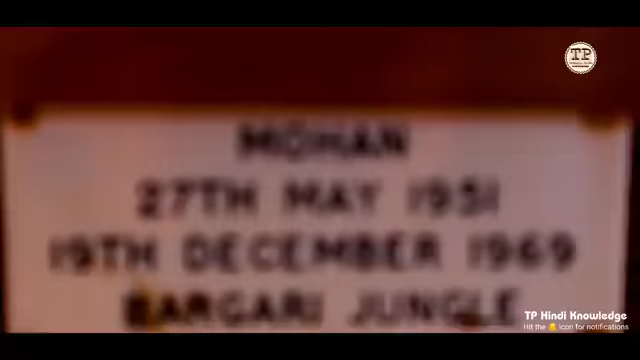 TP
MOHAN
27TH MAY 1951
19TH DECEMBER 1969
BARGARI JUNGLE
TP Hindi Knowledge
Hit the 🔔 Icon for notifications